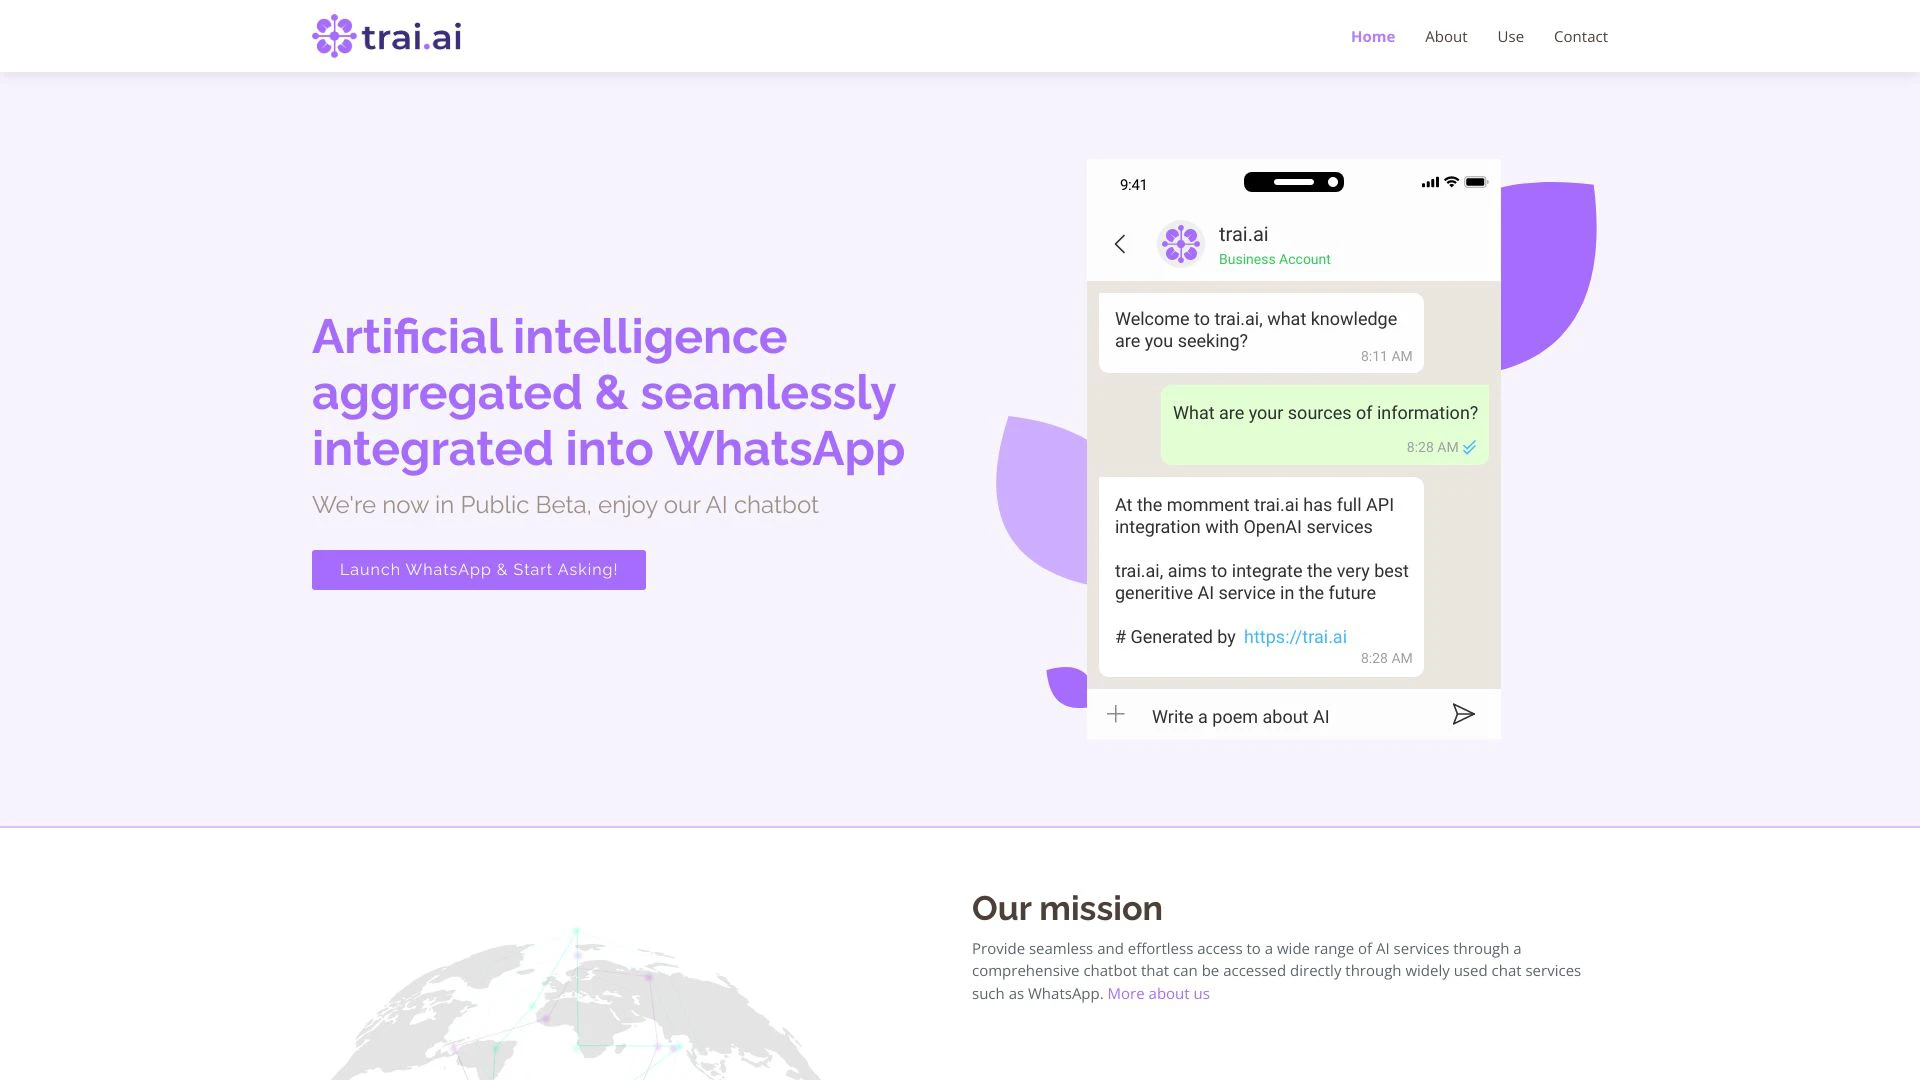 trai.ai
Home About Use Contact
Artificial intelligence
aggregated & seamlessly
integrated into WhatsApp
We're now in Public Beta, enjoy our AI chatbot
Launch WhatsApp & Start Asking!
9:41
trai.ai
Business Account
Welcome to trai.ai, what knowledge
are you seeking?
8:11 AM
What are your sources of information?
8:28 AM
At the momment trai.ai has full API
integration with OpenAI services
trai.ai, aims to integrate the very best
generitive AI service in the future
# Generated by https://trai.ai
8:28 AM
Write a poem about AI
Our mission
Provide seamless and effortless access to a wide range of AI services through a
comprehensive chatbot that can be accessed directly through widely used chat services
such as WhatsApp. More about us